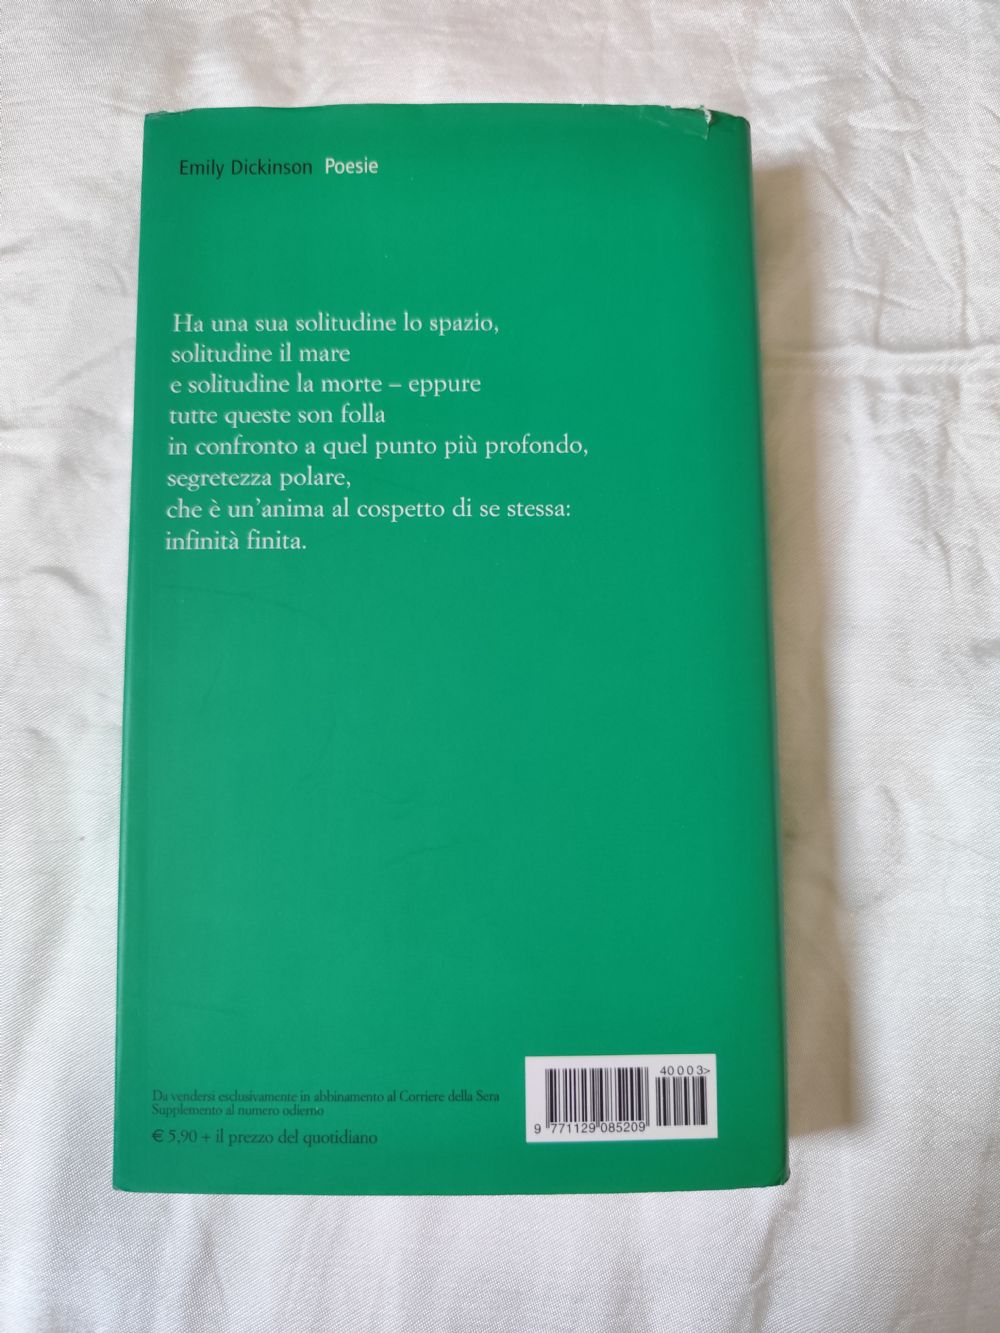 Emily Dickinson Poesie
Ha una sua solitudine lo spazio,
solitudine il mare
e solitudine la morte – eppure
tutte queste son folla
in confronto a quel punto più profondo,
segretezza polare,
che è un'anima al cospetto di se stessa:
infinità finita.
Da vendersi esclusivamente in abbinamento al Corriere della Sera
Supplemento al numero odierno
€ 5,90 + il prezzo del quotidiano
40003>
9 771129 085209